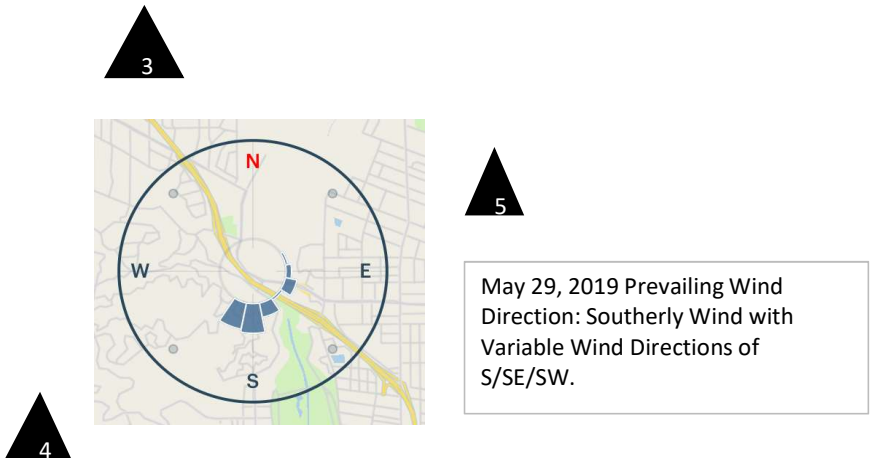 3
N
W
E
S
5
May 29, 2019 Prevailing Wind
Direction: Southerly Wind with
Variable Wind Directions of
S/SE/SW.
4